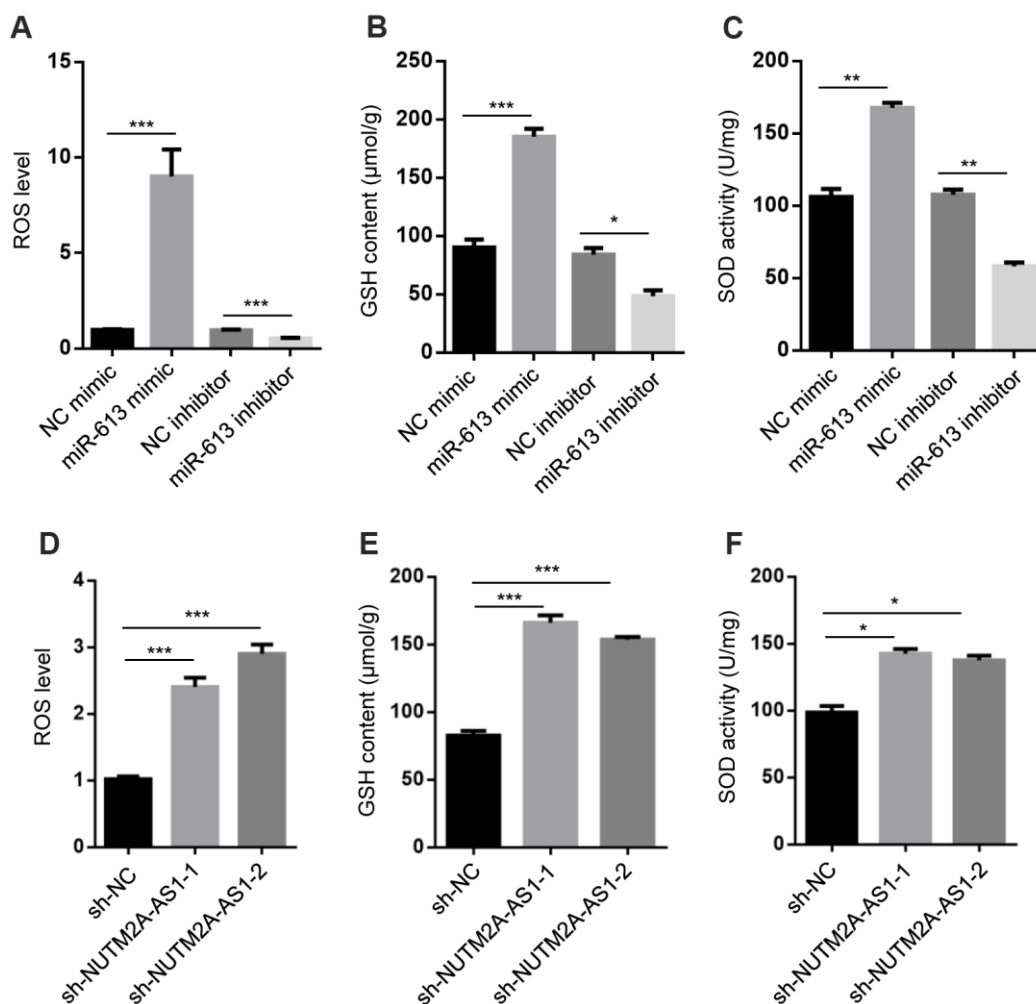 A
ROS level
15
10
5
0
***
***
NC mimic
miR-613 mimic
NC inhibitor
miR-613 inhibitor
B
GSH content (µmol/g)
250
200
150
100
50
0
***
*
NC mimic
miR-613 mimic
NC inhibitor
miR-613 inhibitor
C
SOD activity (U/mg)
200
150
100
50
0
**
**
NC mimic
miR-613 mimic
NC inhibitor
miR-613 inhibitor
D
ROS level
4
3
2
1
0
***
***
sh-NC
sh-NUTM2A-AS1-1
sh-NUTM2A-AS1-2
E
GSH content (µmol/g)
200
150
100
50
0
***
***
sh-NC
sh-NUTM2A-AS1-1
sh-NUTM2A-AS1-2
F
SOD activity (U/mg)
200
150
100
50
0
*
*
sh-NC
sh-NUTM2A-AS1-1
sh-NUTM2A-AS1-2